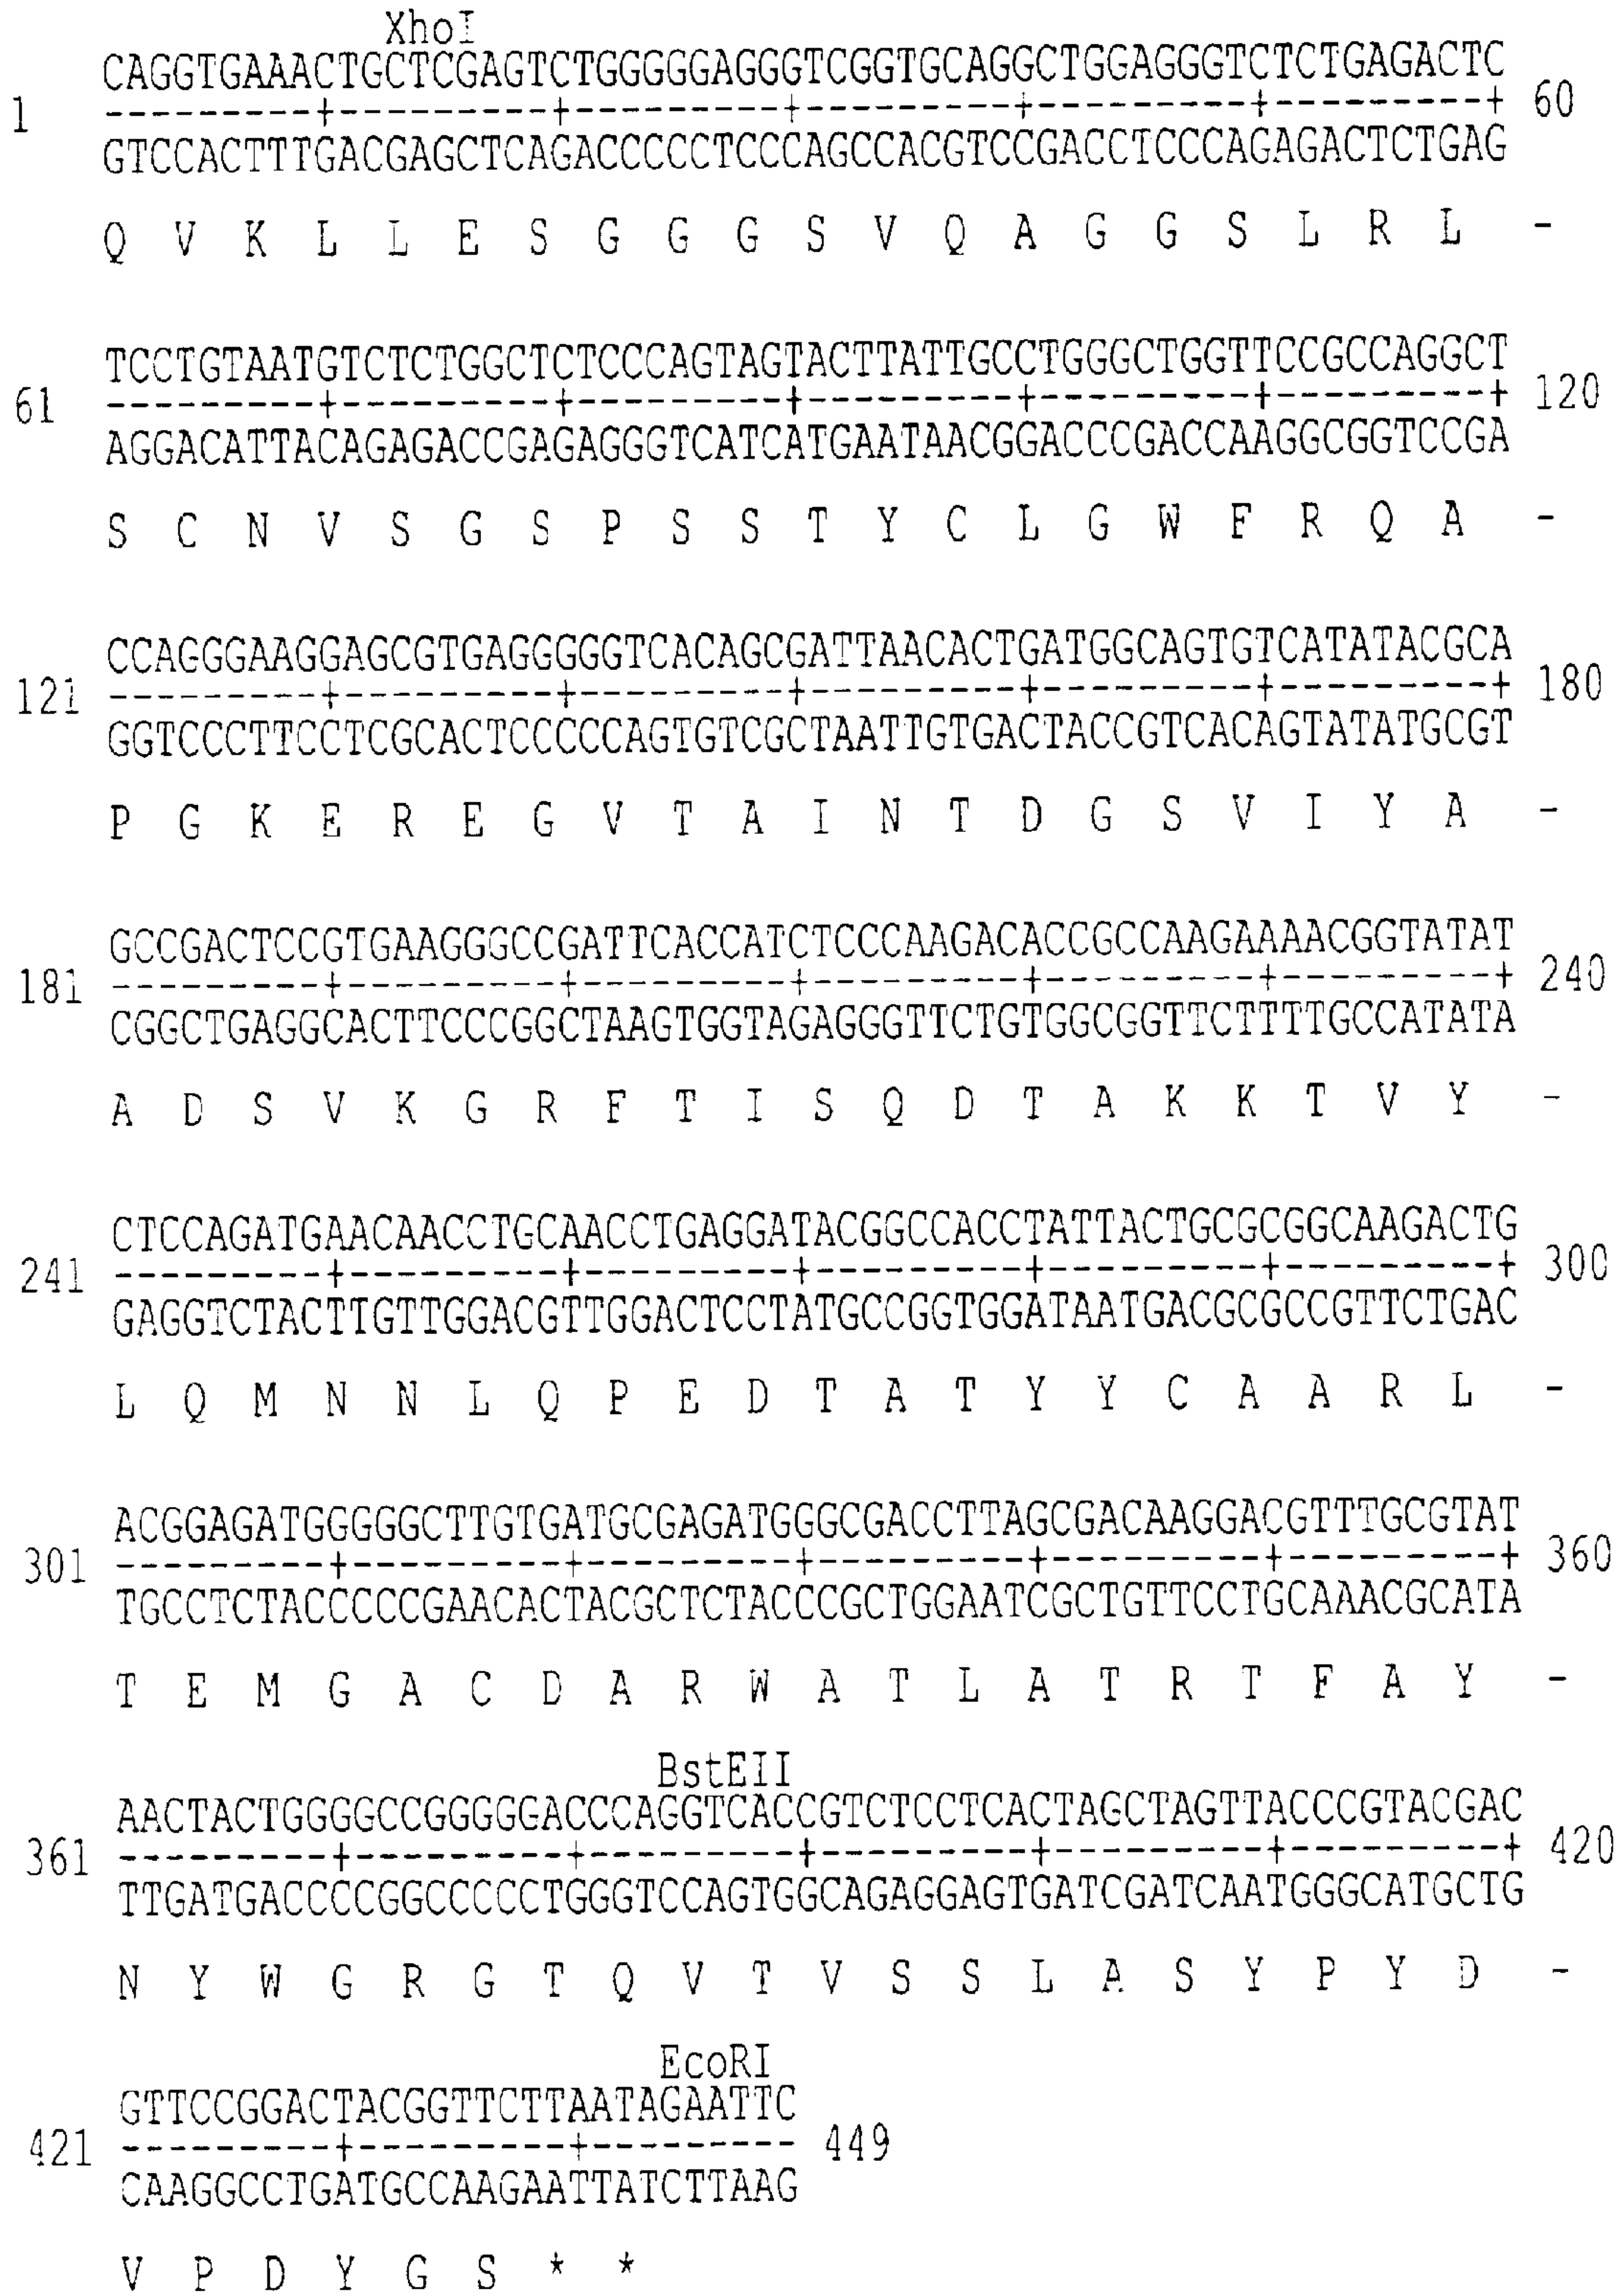 XhoI
CAGGTGAAACTGCTCGAGTCTGGGGGAGGGTCGGTGCAGGCTGGAGGGTCTCTGAGACTC
1 ---------+---------+---------+---------+---------+---------+ 60
GTCCACTTTGACGAGCTCAGACCCCCTCCCAGCCACGTCCGACCTCCCAGAGACTCTGAG
Q V K L L E S G G G S V Q A G G S L R L -
TCCTGTAATGTCTCTGGCTCTCCCAGTAGTACTTATTGCCTGGGCTGGTTCCGCCAGGCT
61 ---------+---------+---------+---------+---------+---------+ 120
AGGACATTACAGAGACCGAGAGGGTCATCATGAATAACGGACCCGACCAAGGCGGTCCGA
S C N V S G S P S S T Y C L G W F R Q A -
CCAGGGAAGGAGCGTGAGGGGGTCACAGCGATTAACACTGATGGCAGTGTCATATACGCA
121 ---------+---------+---------+---------+---------+---------+ 180
GGTCCCTTCCTCGCACTCCCCCAGTGTCGCTAATTGTGACTACCGTCACAGTATATGCGT
P G K E R E G V T A I N T D G S V I Y A -
GCCGACTCCGTGAAGGGCCGATTCACCATCTCCCAAGACACCGCCAAGAAAACGGTATAT
181 ---------+---------+---------+---------+---------+---------+ 240
CGGCTGAGGCACTTCCCGGCTAAGTGGTAGAGGGTTCTGTGGCGGTTCTTTTGCCATATA
A D S V K G R F T I S Q D T A K K T V Y -
CTCCAGATGAACAACCTGCAACCTGAGGATACGGCCACCTATTACTGCGCGGCAAGACTG
241 ---------+---------+---------+---------+---------+---------+ 300
GAGGTCTACTTGTTGGACGTTGGACTCCTATGCCGGTGGATAATGACGCGCCGTTCTGAC
L Q M N N L Q P E D T A T Y Y C A A R L -
ACGGAGATGGGGGCTTGTGATGCGAGATGGGCGACCTTAGCGACAAGGACGTTTGCGTAT
301 ---------+---------+---------+---------+---------+---------+ 360
TGCCTCTACCCCCGAACACTACGCTCTACCCGCTGGAATCGCTGTTCCTGCAAACGCATA
T E M G A C D A R W A T L A T R T F A Y -
BstEII
AACTACTGGGGCCGGGGGACCCAGGTCACCGTCTCCTCACTAGCTAGTTACCCGTACGAC
361 ---------+---------+---------+---------+---------+---------+ 420
TTGATGACCCCGGCCCCCTGGGTCCAGTGGCAGAGGAGTGATCGATCAATGGGCATGCTG
N Y W G R G T Q V T V S S L A S Y P Y D -
EcoRI
GTTCCGGACTACGGTTCTTAATAGAATTC
421 ---------+---------+--------- 449
CAAGGCCTGATGCCAAGAATTATCTTAAG
V P D Y G S * *